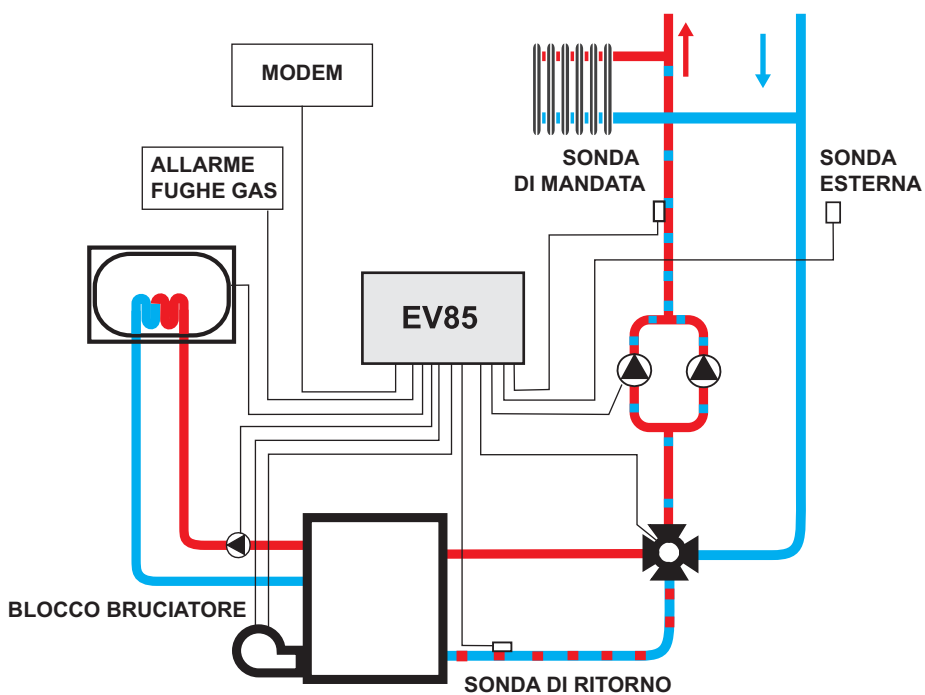 MODEM
ALLARME
FUGHE GAS
SONDA
DI MANDATA
SONDA
ESTERNA
EV85
BLOCCO BRUCIATORE
SONDA DI RITORNO